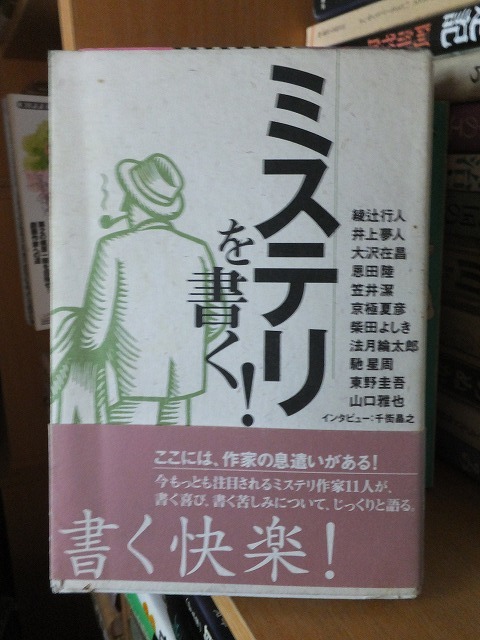 ミステリ
を書く!
綾辻行人
井上夢人
大沢在昌
恩田陸
笠井潔
京極夏彦
柴田よしき
法月綸太郎
馳星周
東野圭吾
山口雅也
インタビュー:千街晶之
ここには、作家の息遣いがある!
今もっとも注目されるミステリ作家11人が、
書く喜び、書く苦しみについて、じっくりと語る。
書く快楽!